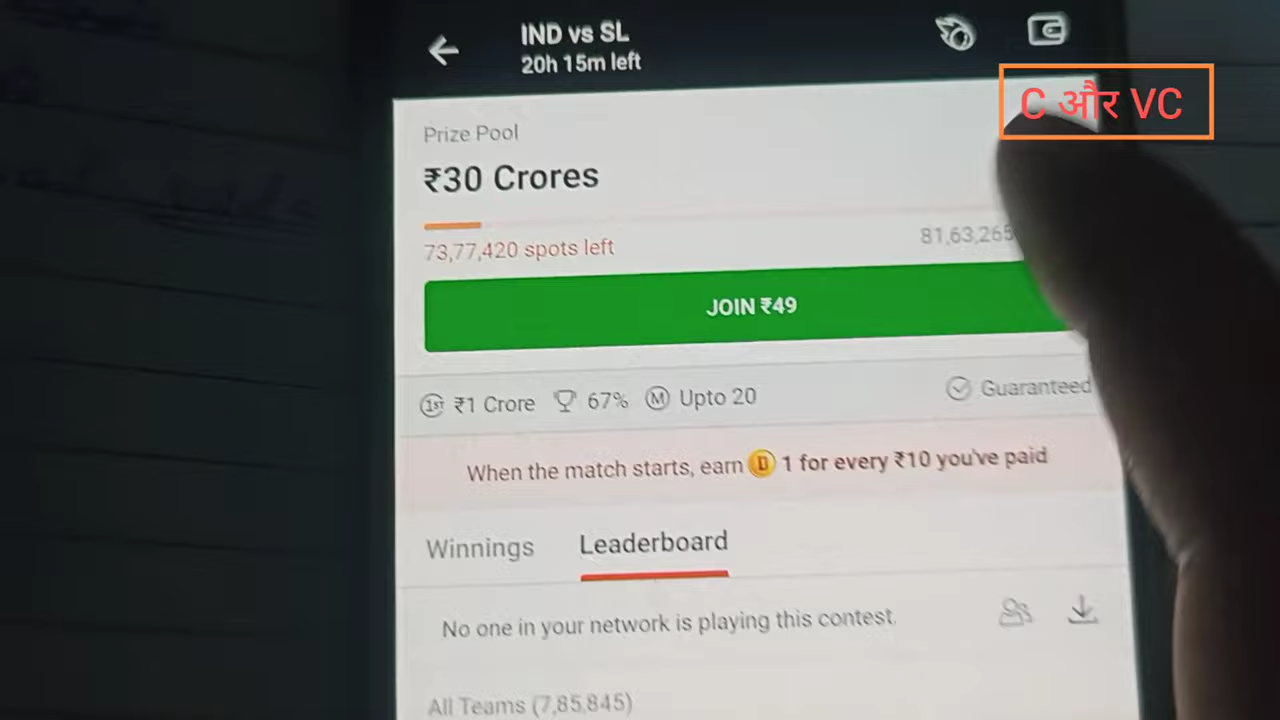 IND vs SL
20h 15m left
C और VC
Prize Pool
₹30 Crores
73,77,420 spots left
81,63,265
JOIN ₹49
1ST ₹1 Crore 67% M Upto 20
Guaranteed
When the match starts, earn D 1 for every ₹10 you've paid
Winnings
Leaderboard
No one in your network is playing this contest.
All Teams (7,85,845)